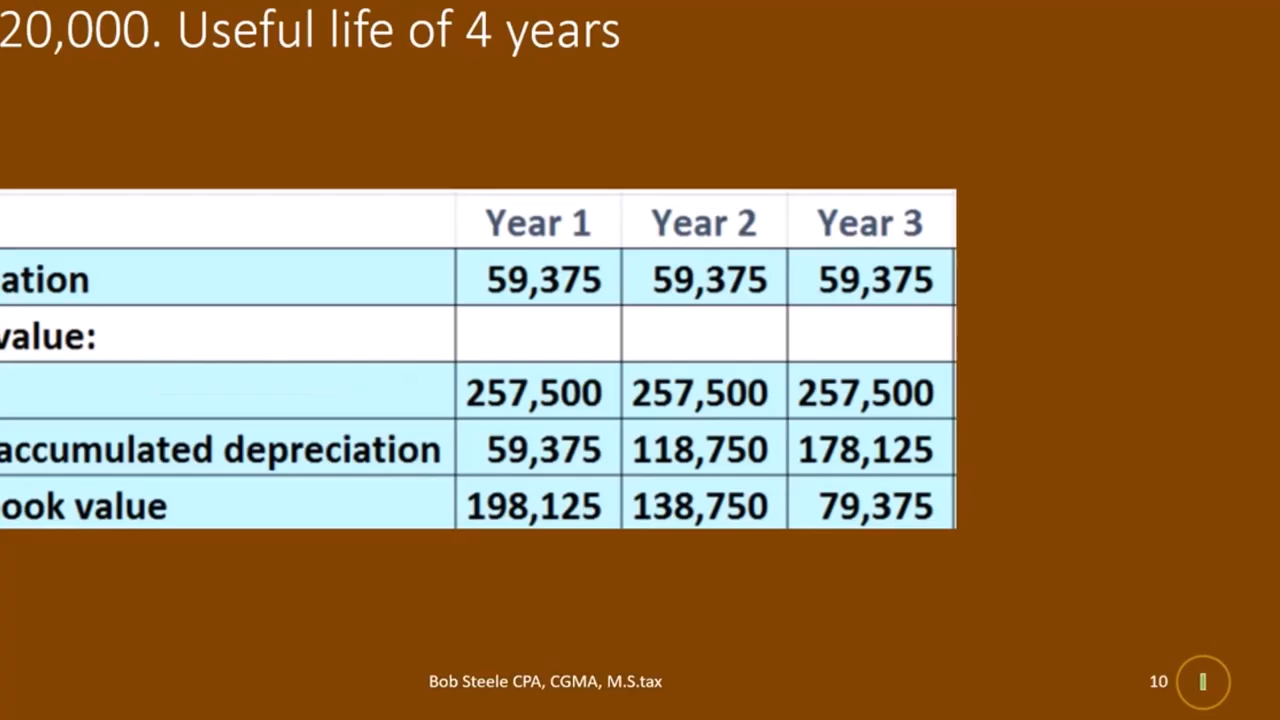 20,000. Useful life of 4 years
Year 1 Year 2 Year 3
ation 59,375 59,375 59,375
value:
257,500 257,500 257,500
accumulated depreciation 59,375 118,750 178,125
ook value 198,125 138,750 79,375
Bob Steele CPA, CGMA, M.S.tax 10